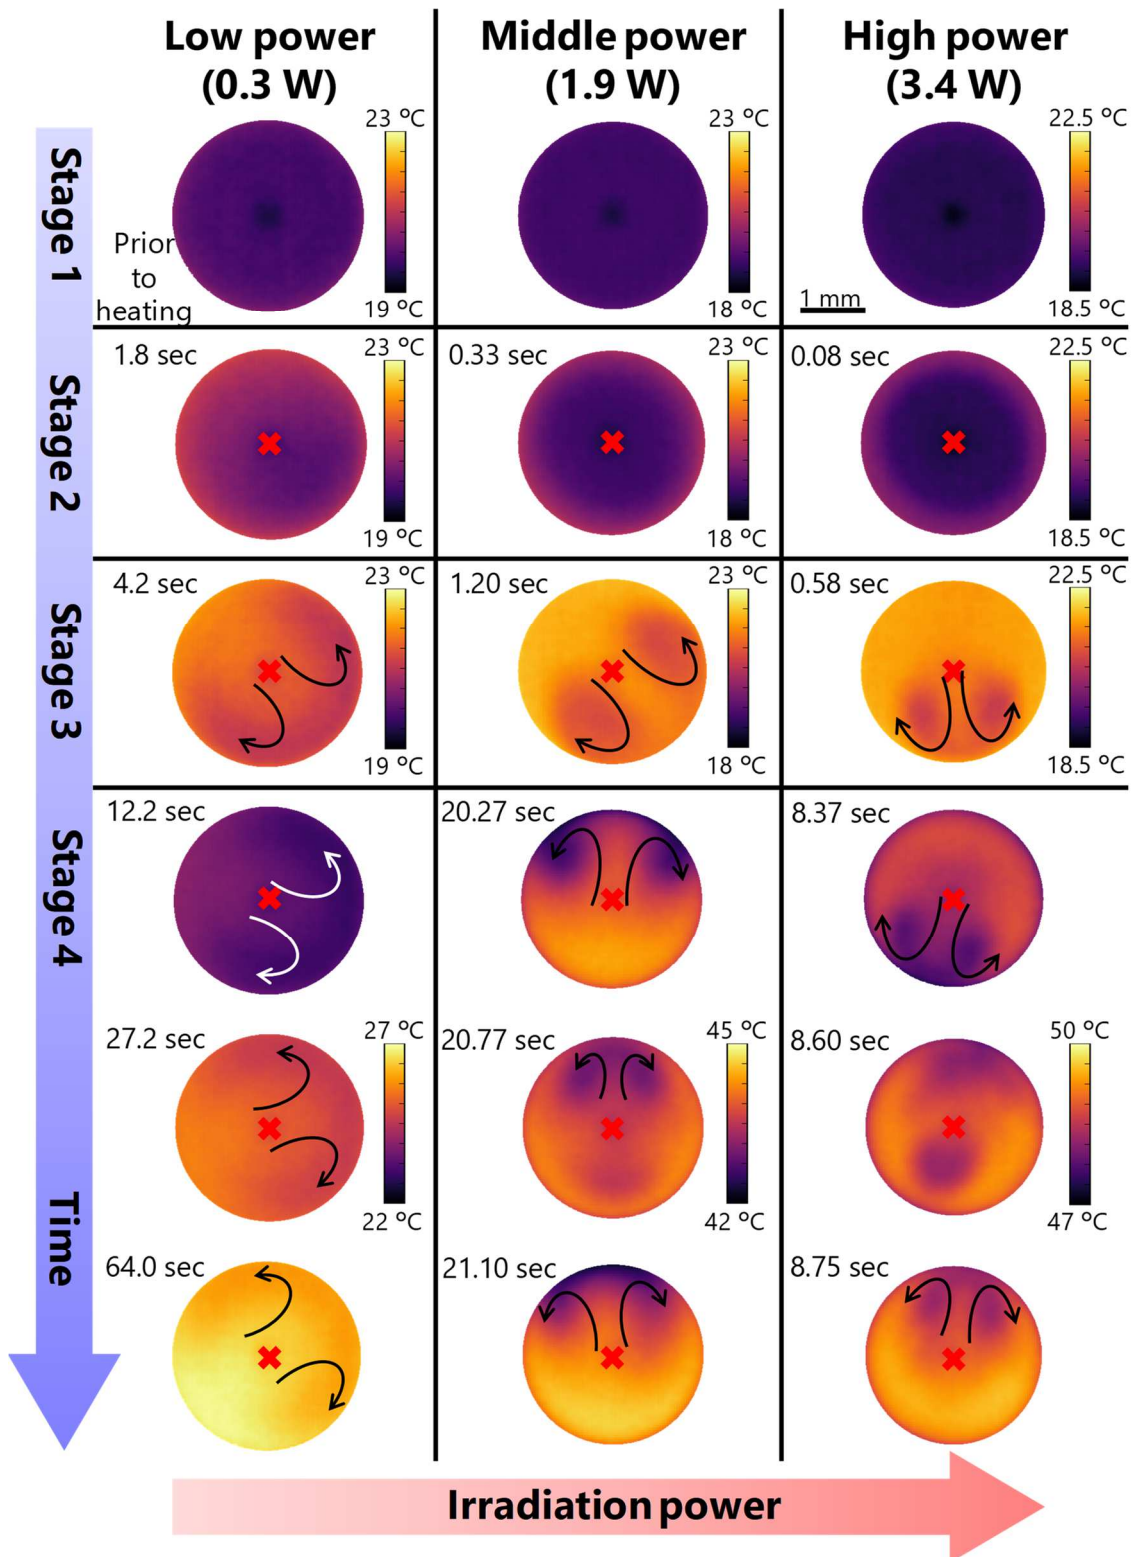 Low power
(0.3 W)
Middle power
(1.9 W)
High power
(3.4 W)
Stage 1
Prior
to
heating
23 °C
19 °C
23 °C
18 °C
1 mm
22.5 °C
18.5 °C
Stage 2
1.8 sec
23 °C
19 °C
0.33 sec
23 °C
18 °C
0.08 sec
22.5 °C
18.5 °C
Stage 3
4.2 sec
23 °C
19 °C
1.20 sec
23 °C
18 °C
0.58 sec
22.5 °C
18.5 °C
Stage 4
12.2 sec
20.27 sec
8.37 sec
27.2 sec
27 °C
22 °C
20.77 sec
45 °C
42 °C
8.60 sec
50 °C
47 °C
Time
64.0 sec
21.10 sec
8.75 sec
Irradiation power